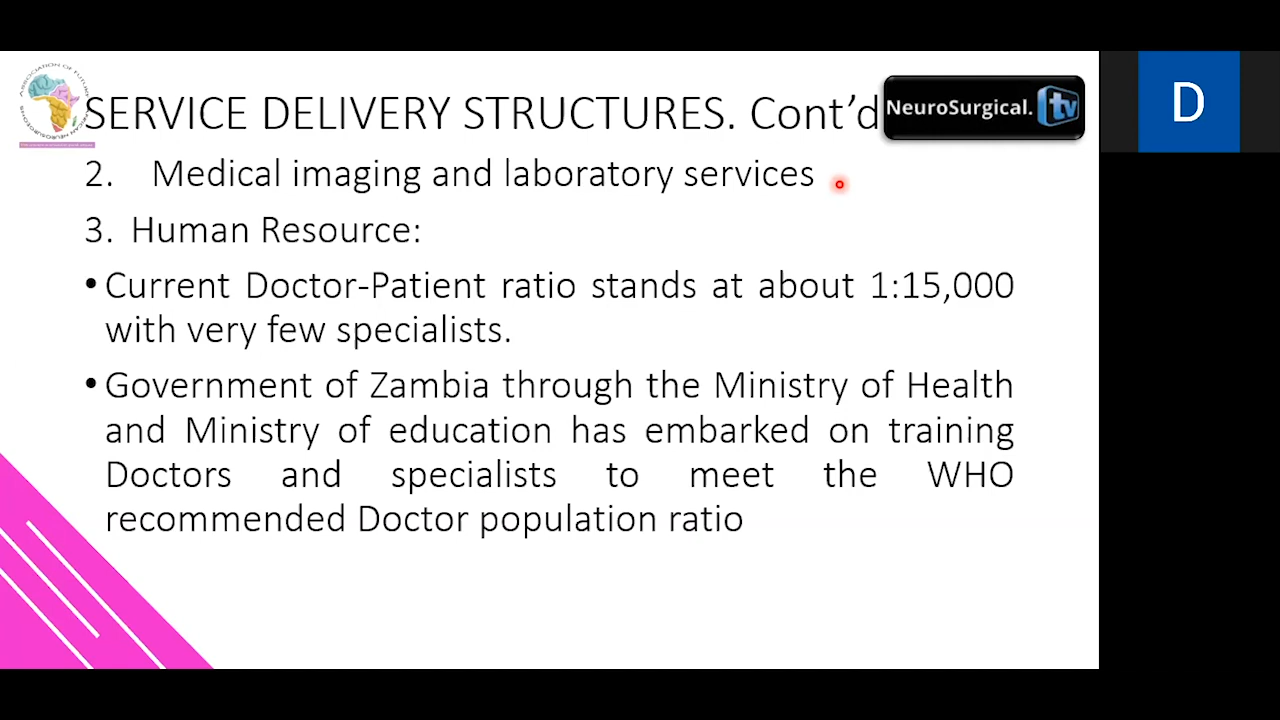 SERVICE DELIVERY STRUCTURES. Cont’d
NeuroSurgical.tv
D
2. Medical imaging and laboratory services
3. Human Resource:
• Current Doctor-Patient ratio stands at about 1:15,000
with very few specialists.
• Government of Zambia through the Ministry of Health
and Ministry of education has embarked on training
Doctors and specialists to meet the WHO
recommended Doctor population ratio